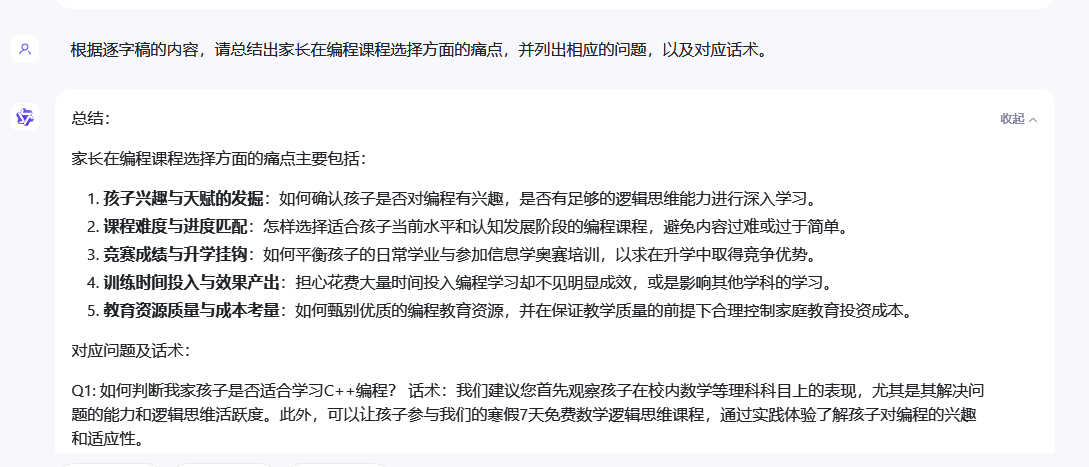 根据逐字稿的内容，请总结出家长在编程课程选择方面的痛点，并列出相应的问题，以及对应话术。
总结：
收起
家长在编程课程选择方面的痛点主要包括：
1. 孩子兴趣与天赋的发掘：如何确认孩子是否对编程有兴趣，是否有足够的逻辑思维能力进行深入学习。
2. 课程难度与进度匹配：怎样选择适合孩子当前水平和认知发展阶段的编程课程，避免内容过难或过于简单。
3. 竞赛成绩与升学挂钩：如何平衡孩子的日常学业与参加信息学奥赛培训，以求在升学中取得竞争优势。
4. 训练时间投入与效果产出：担心花费大量时间投入编程学习却不见明显成效，或是影响其他学科的学习。
5. 教育资源质量与成本考量：如何甄别优质的编程教育资源，并在保证教学质量的前提下合理控制家庭教育投资成本。
对应问题及话术：
Q1: 如何判断我家孩子是否适合学习C++编程？ 话术：我们建议您首先观察孩子在校内数学等理科科目上的表现，尤其是其解决问
题的能力和逻辑思维活跃度。此外，可以让孩子参与我们的寒假7天免费数学逻辑思维课程，通过实践体验了解孩子对编程的兴趣
和适应性。